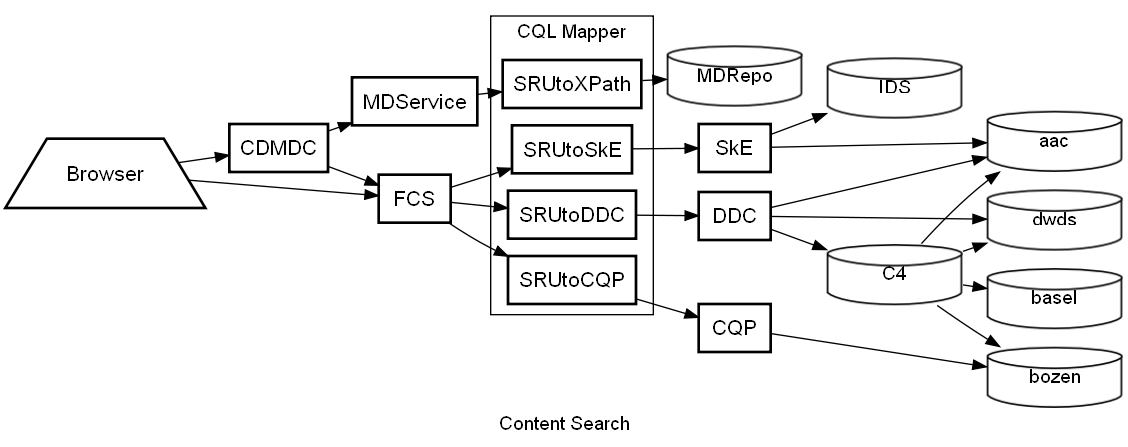 CQL Mapper
SRUtoXPath
MDRepo
IDS
MDService
aac
CDMDC
SRUtoSkE
SkE
Browser
FCS
SRUtoDDC
DDC
dwds
C4
SRUtoCQP
basel
CQP
bozen
Content Search